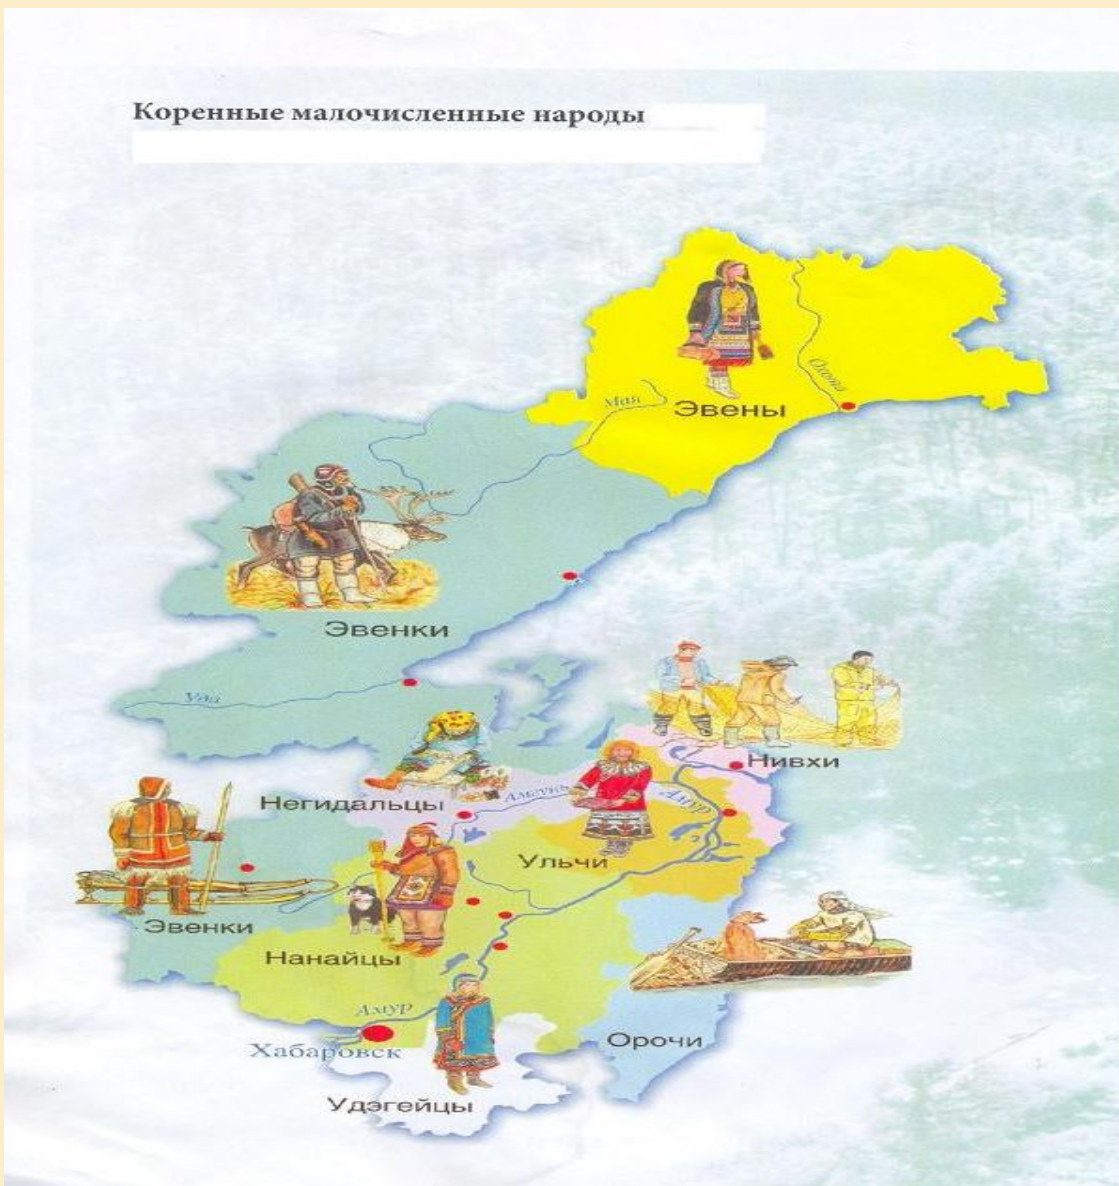 Коренные малочисленные народы
Эвены
Мая
Охота
Эвенки
Уда
Нивхи
Негидальцы
Амгунь
Амур
Ульчи
Эвенки
Нанайцы
Амур
Хабаровск
Орочи
Удэгейцы